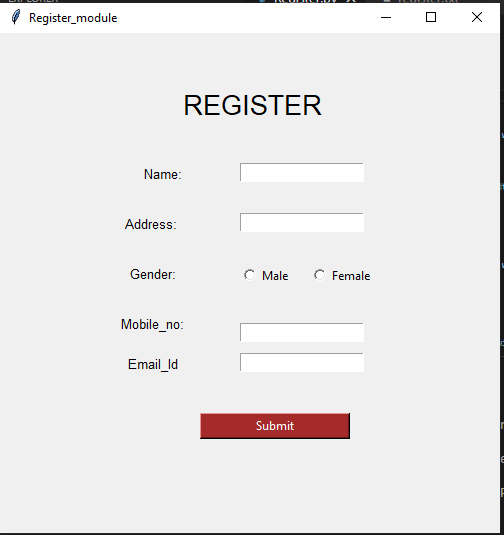 Register_module
REGISTER
Name:
Address:
Gender: Male Female
Mobile_no:
Email_Id
Submit